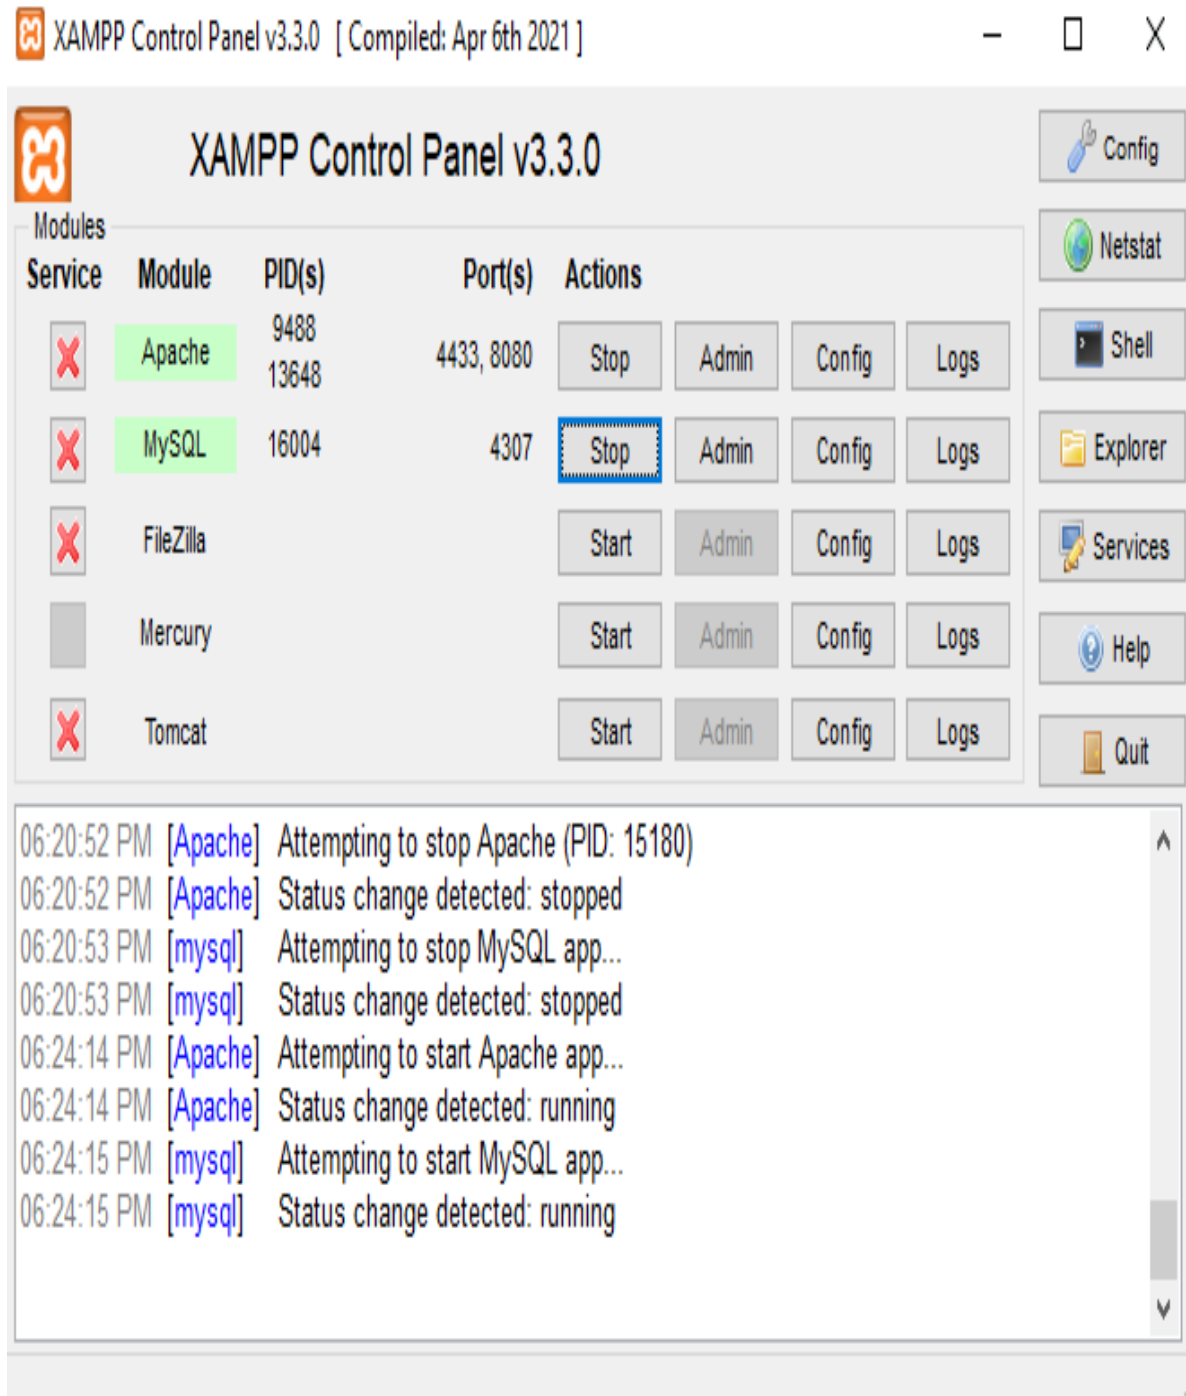 XAMPP Control Panel v3.3.0 [ Compiled: Apr 6th 2021 ]
XAMPP Control Panel v3.3.0
Config
Netstat
Shell
Explorer
Services
Help
Quit
Modules
Service Module PID(s) Port(s) Actions
Apache 9488 13648 4433, 8080 Stop Admin Config Logs
MySQL 16004 4307 Stop Admin Config Logs
FileZilla Start Admin Config Logs
Mercury Start Admin Config Logs
Tomcat Start Admin Config Logs
06:20:52 PM [Apache] Attempting to stop Apache (PID: 15180)
06:20:52 PM [Apache] Status change detected: stopped
06:20:53 PM [mysql] Attempting to stop MySQL app...
06:20:53 PM [mysql] Status change detected: stopped
06:24:14 PM [Apache] Attempting to start Apache app...
06:24:14 PM [Apache] Status change detected: running
06:24:15 PM [mysql] Attempting to start MySQL app...
06:24:15 PM [mysql] Status change detected: running